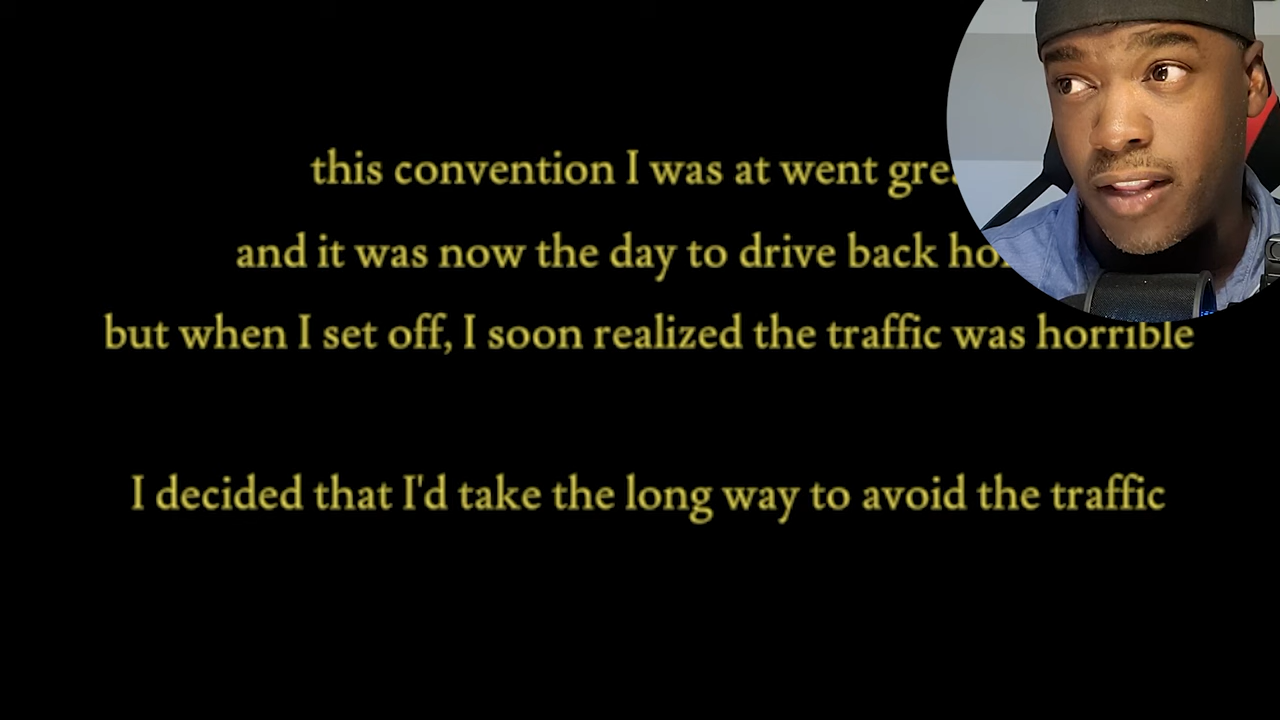 this convention I was at went
and it was now the day to drive back
but when I set off, I soon realized the traffic was horrible
I decided that I'd take the long way to avoid the traffic